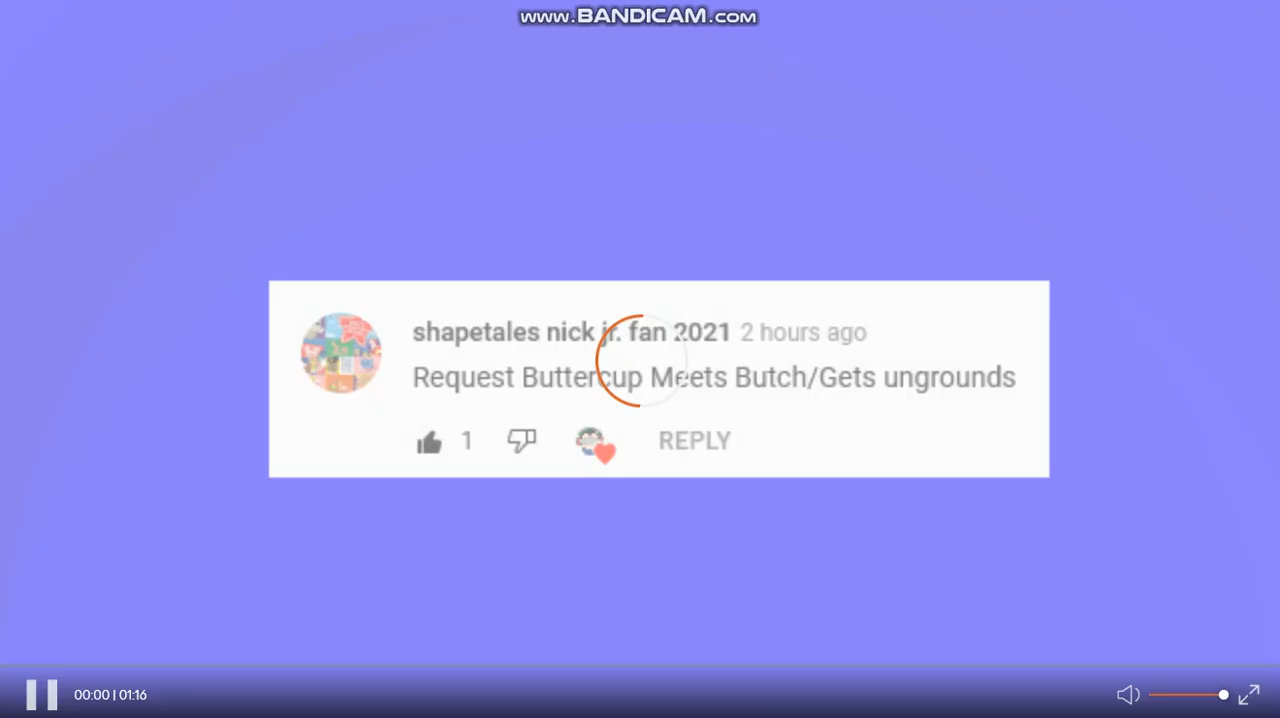 www.BANDICAM.com
shapetales nick jr. fan 2021 2 hours ago
Request Buttercup Meets Butch/Gets ungrounds
1 REPLY
00:00 | 01:16